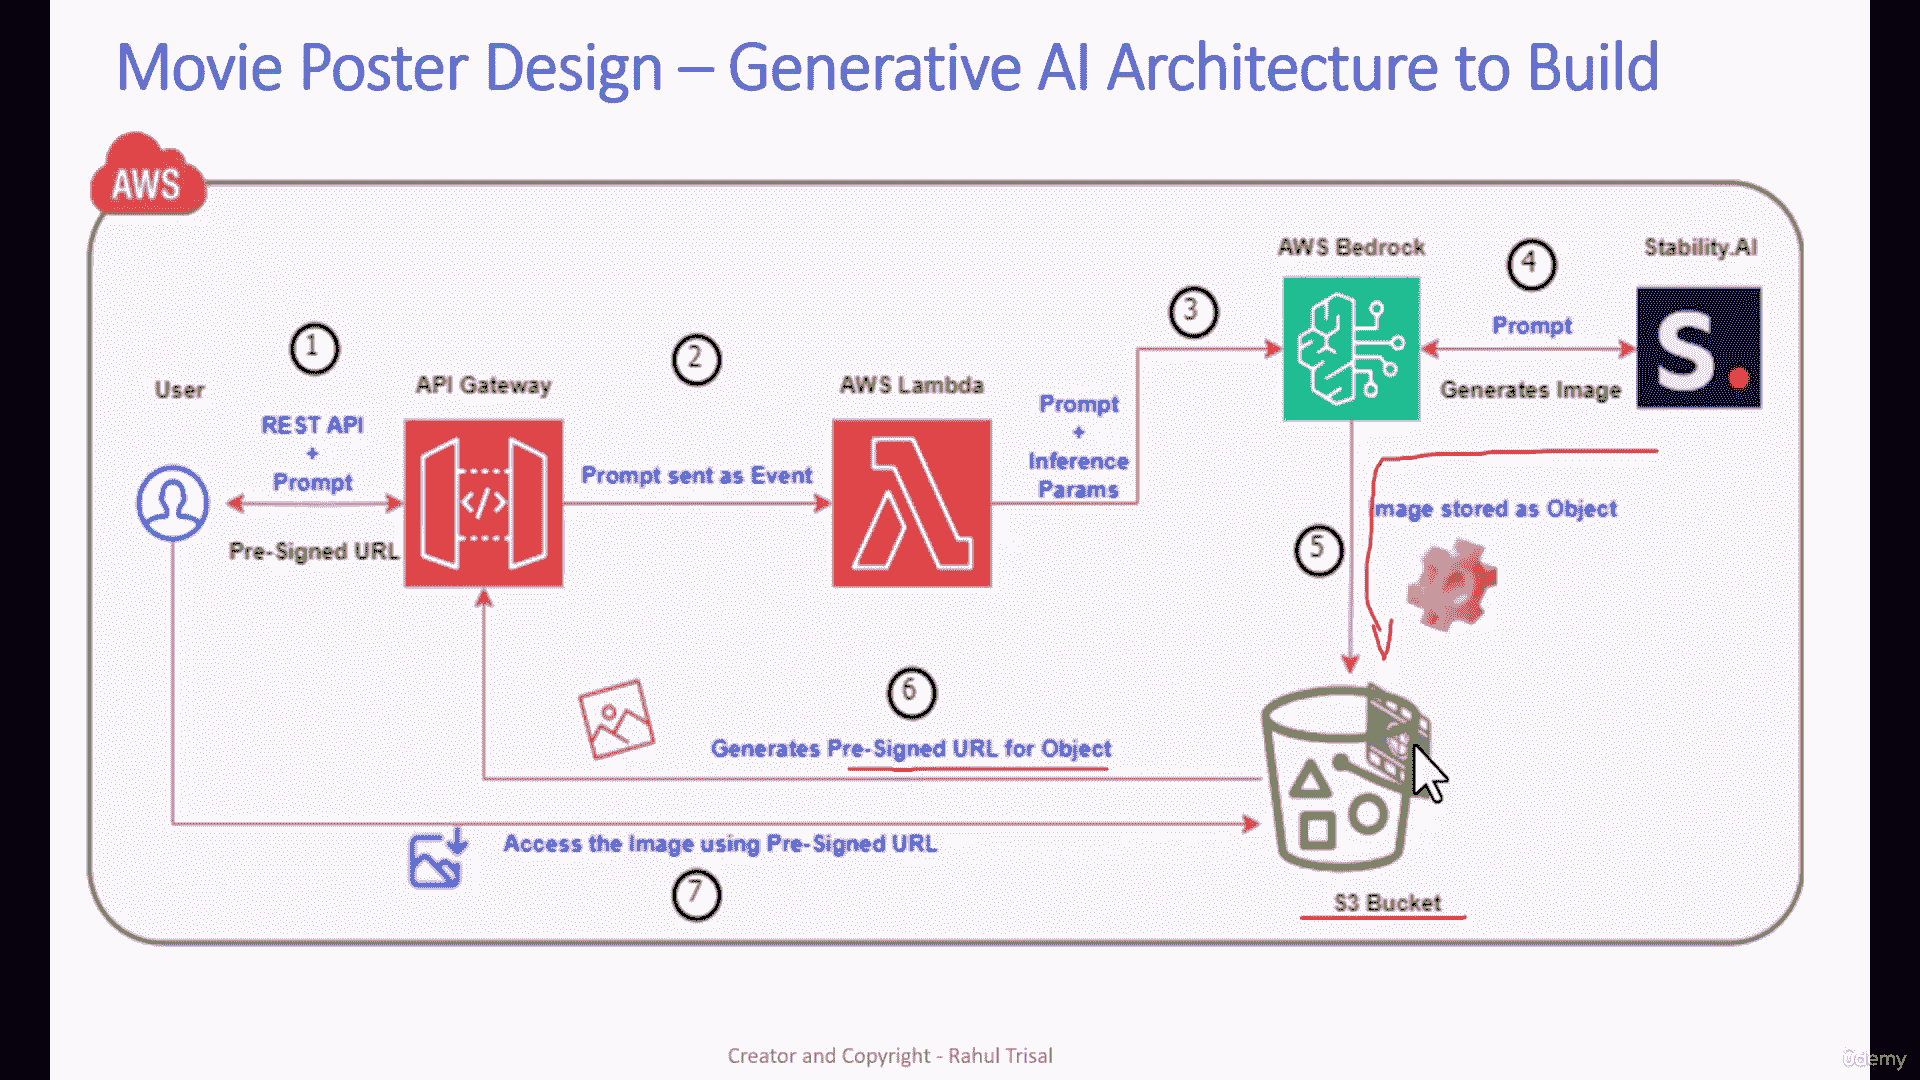 Movie Poster Design – Generative AI Architecture to Build
AWS
AWS Bedrock
4
Stability.AI
3
1
2
Prompt
User
API Gateway
AWS Lambda
Generates Image
REST API
+
Prompt
Prompt sent as Event
Prompt
+
Inference
Params
S.
</>
Pre-Signed URL
mage stored as Object
5
6
Generates Pre-Signed URL for Object
Access the Image using Pre-Signed URL
7
S3 Bucket
Creator and Copyright - Rahul Trisal
ûdemy